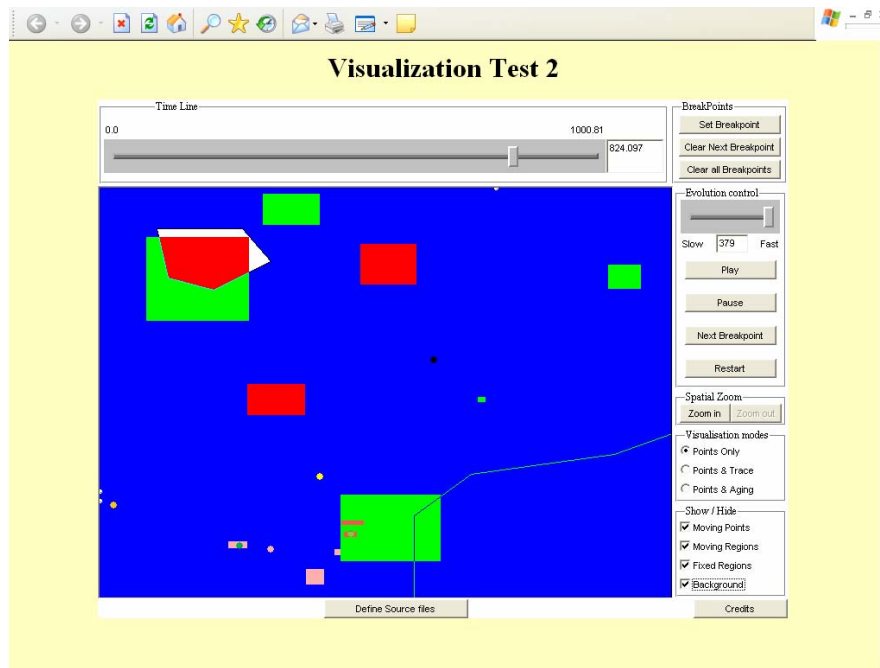 Visualization Test 2
Time Line
0.0
1000.81
824.097
BreakPoints
Set Breakpoint
Clear Next Breakpoint
Clear all Breakpoints
Evolution control
Slow
379
Fast
Play
Pause
Next Breakpoint
Restart
Spatial Zoom
Zoom in
Zoom out
Visualisation modes
Points Only
Points & Trace
Points & Aging
Show / Hide
Moving Points
Moving Regions
Fixed Regions
Background
Define Source files
Credits